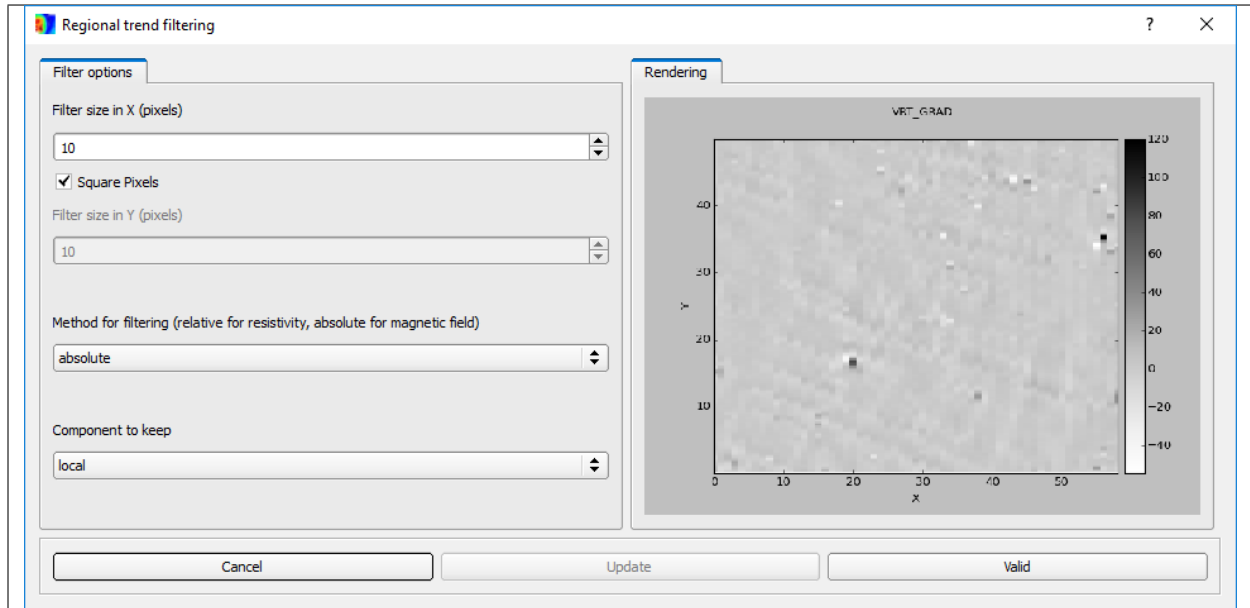 Regional trend filtering
?
Filter options
Filter size in X (pixels)
10
Square Pixels
Filter size in Y (pixels)
10
Method for filtering (relative for resistivity, absolute for magnetic field)
absolute
Component to keep
local
Rendering
VRT_GRAD
Y
40
30
20
10
0
10
20
30
40
50
X
120
100
80
60
40
20
0
−20
−40
Cancel
Update
Valid